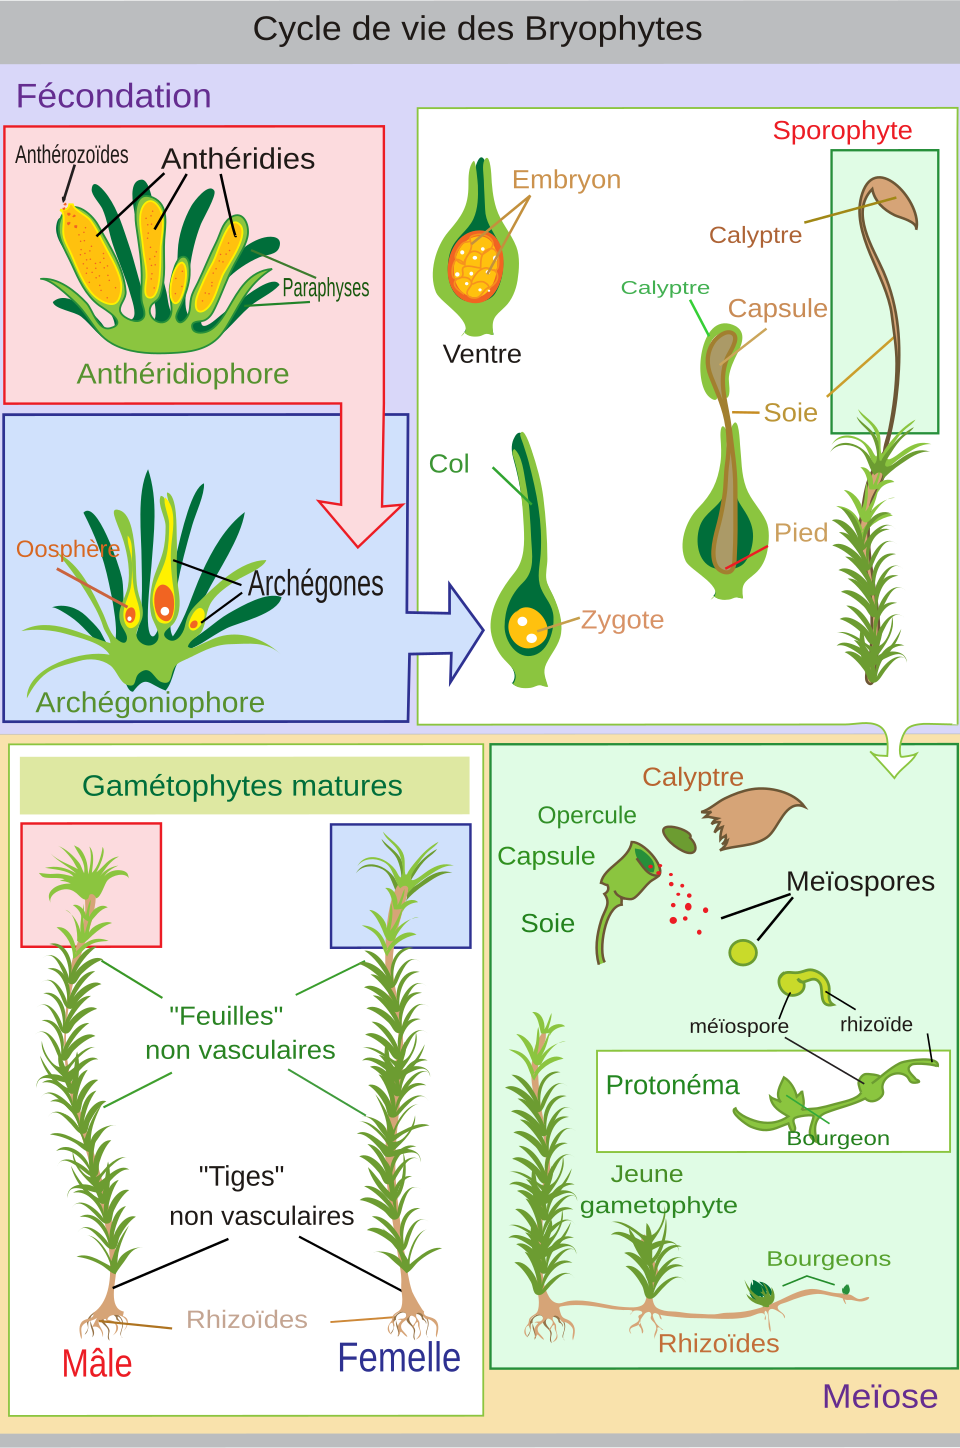 Cycle de vie des Bryophytes
Fécondation
Anthérozoïdes
Anthéridies
Paraphyses
Anthéridiophore
Oosphère
Archégones
Archégoniophore
Sporophyte
Embryon
Ventre
Calyptre
Calyptre
Capsule
Soie
Col
Pied
Zygote
Gamétophytes matures
"Feuilles"
non vasculaires
"Tiges"
non vasculaires
Rhizoïdes
Mâle
Femelle
Calyptre
Opercule
Capsule
Soie
Meïospores
méïospore
rhizoïde
Protonéma
Bourgeon
Jeune
gametophyte
Bourgeons
Rhizoïdes
Meïose